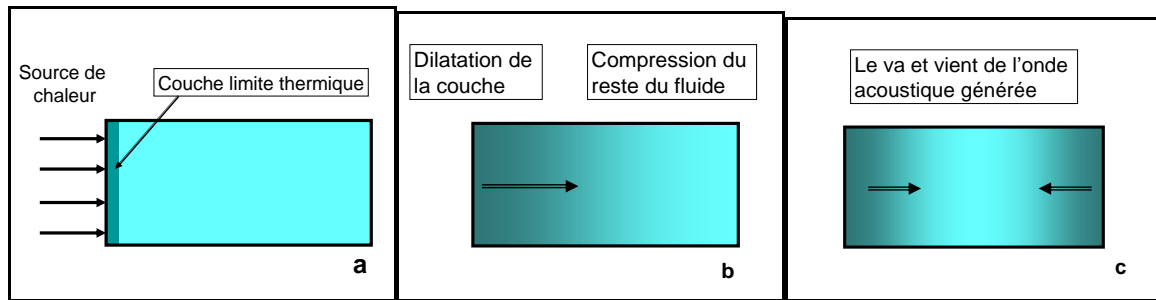 Source de
chaleur
Couche limite thermique
a
Dilatation de
la couche
Compression du
reste du fluide
b
Le va et vient de l'onde
acoustique générée
c